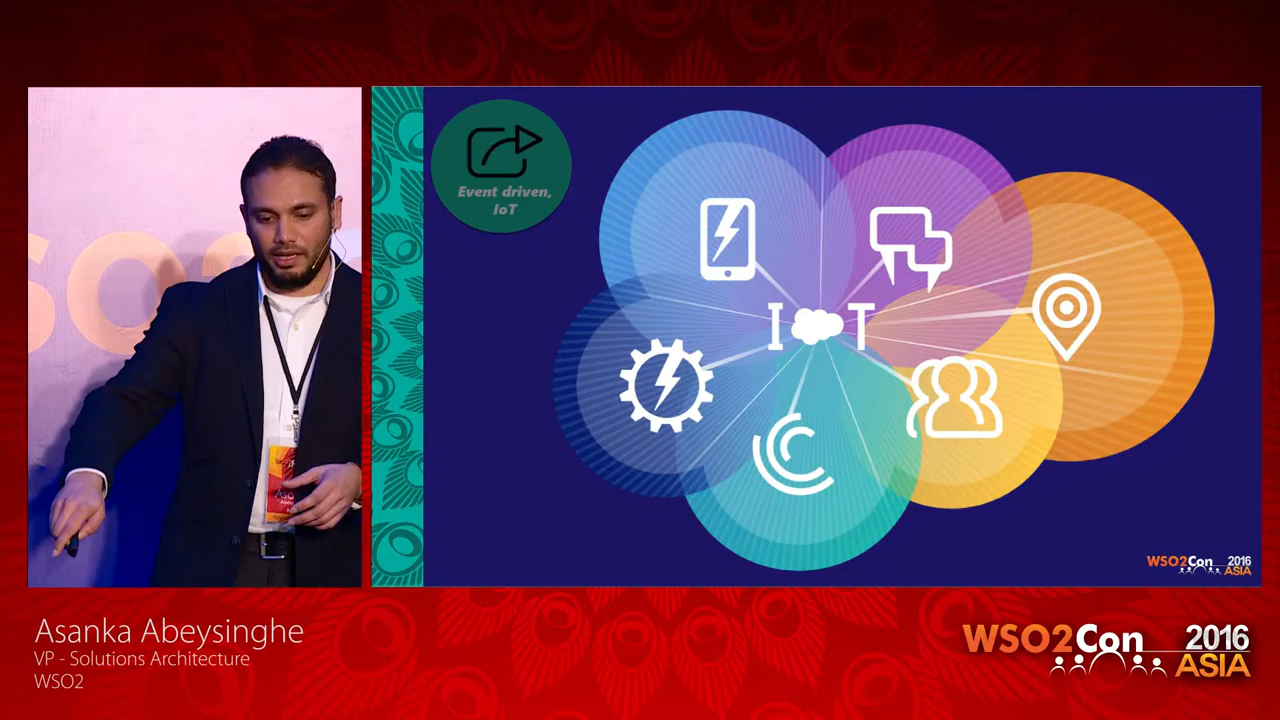 Event driven,
IoT
I T
WSO2Con 2016
ASIA
Asanka Abeysinghe
VP - Solutions Architecture
WSO2
WSO2Con 2016
ASIA